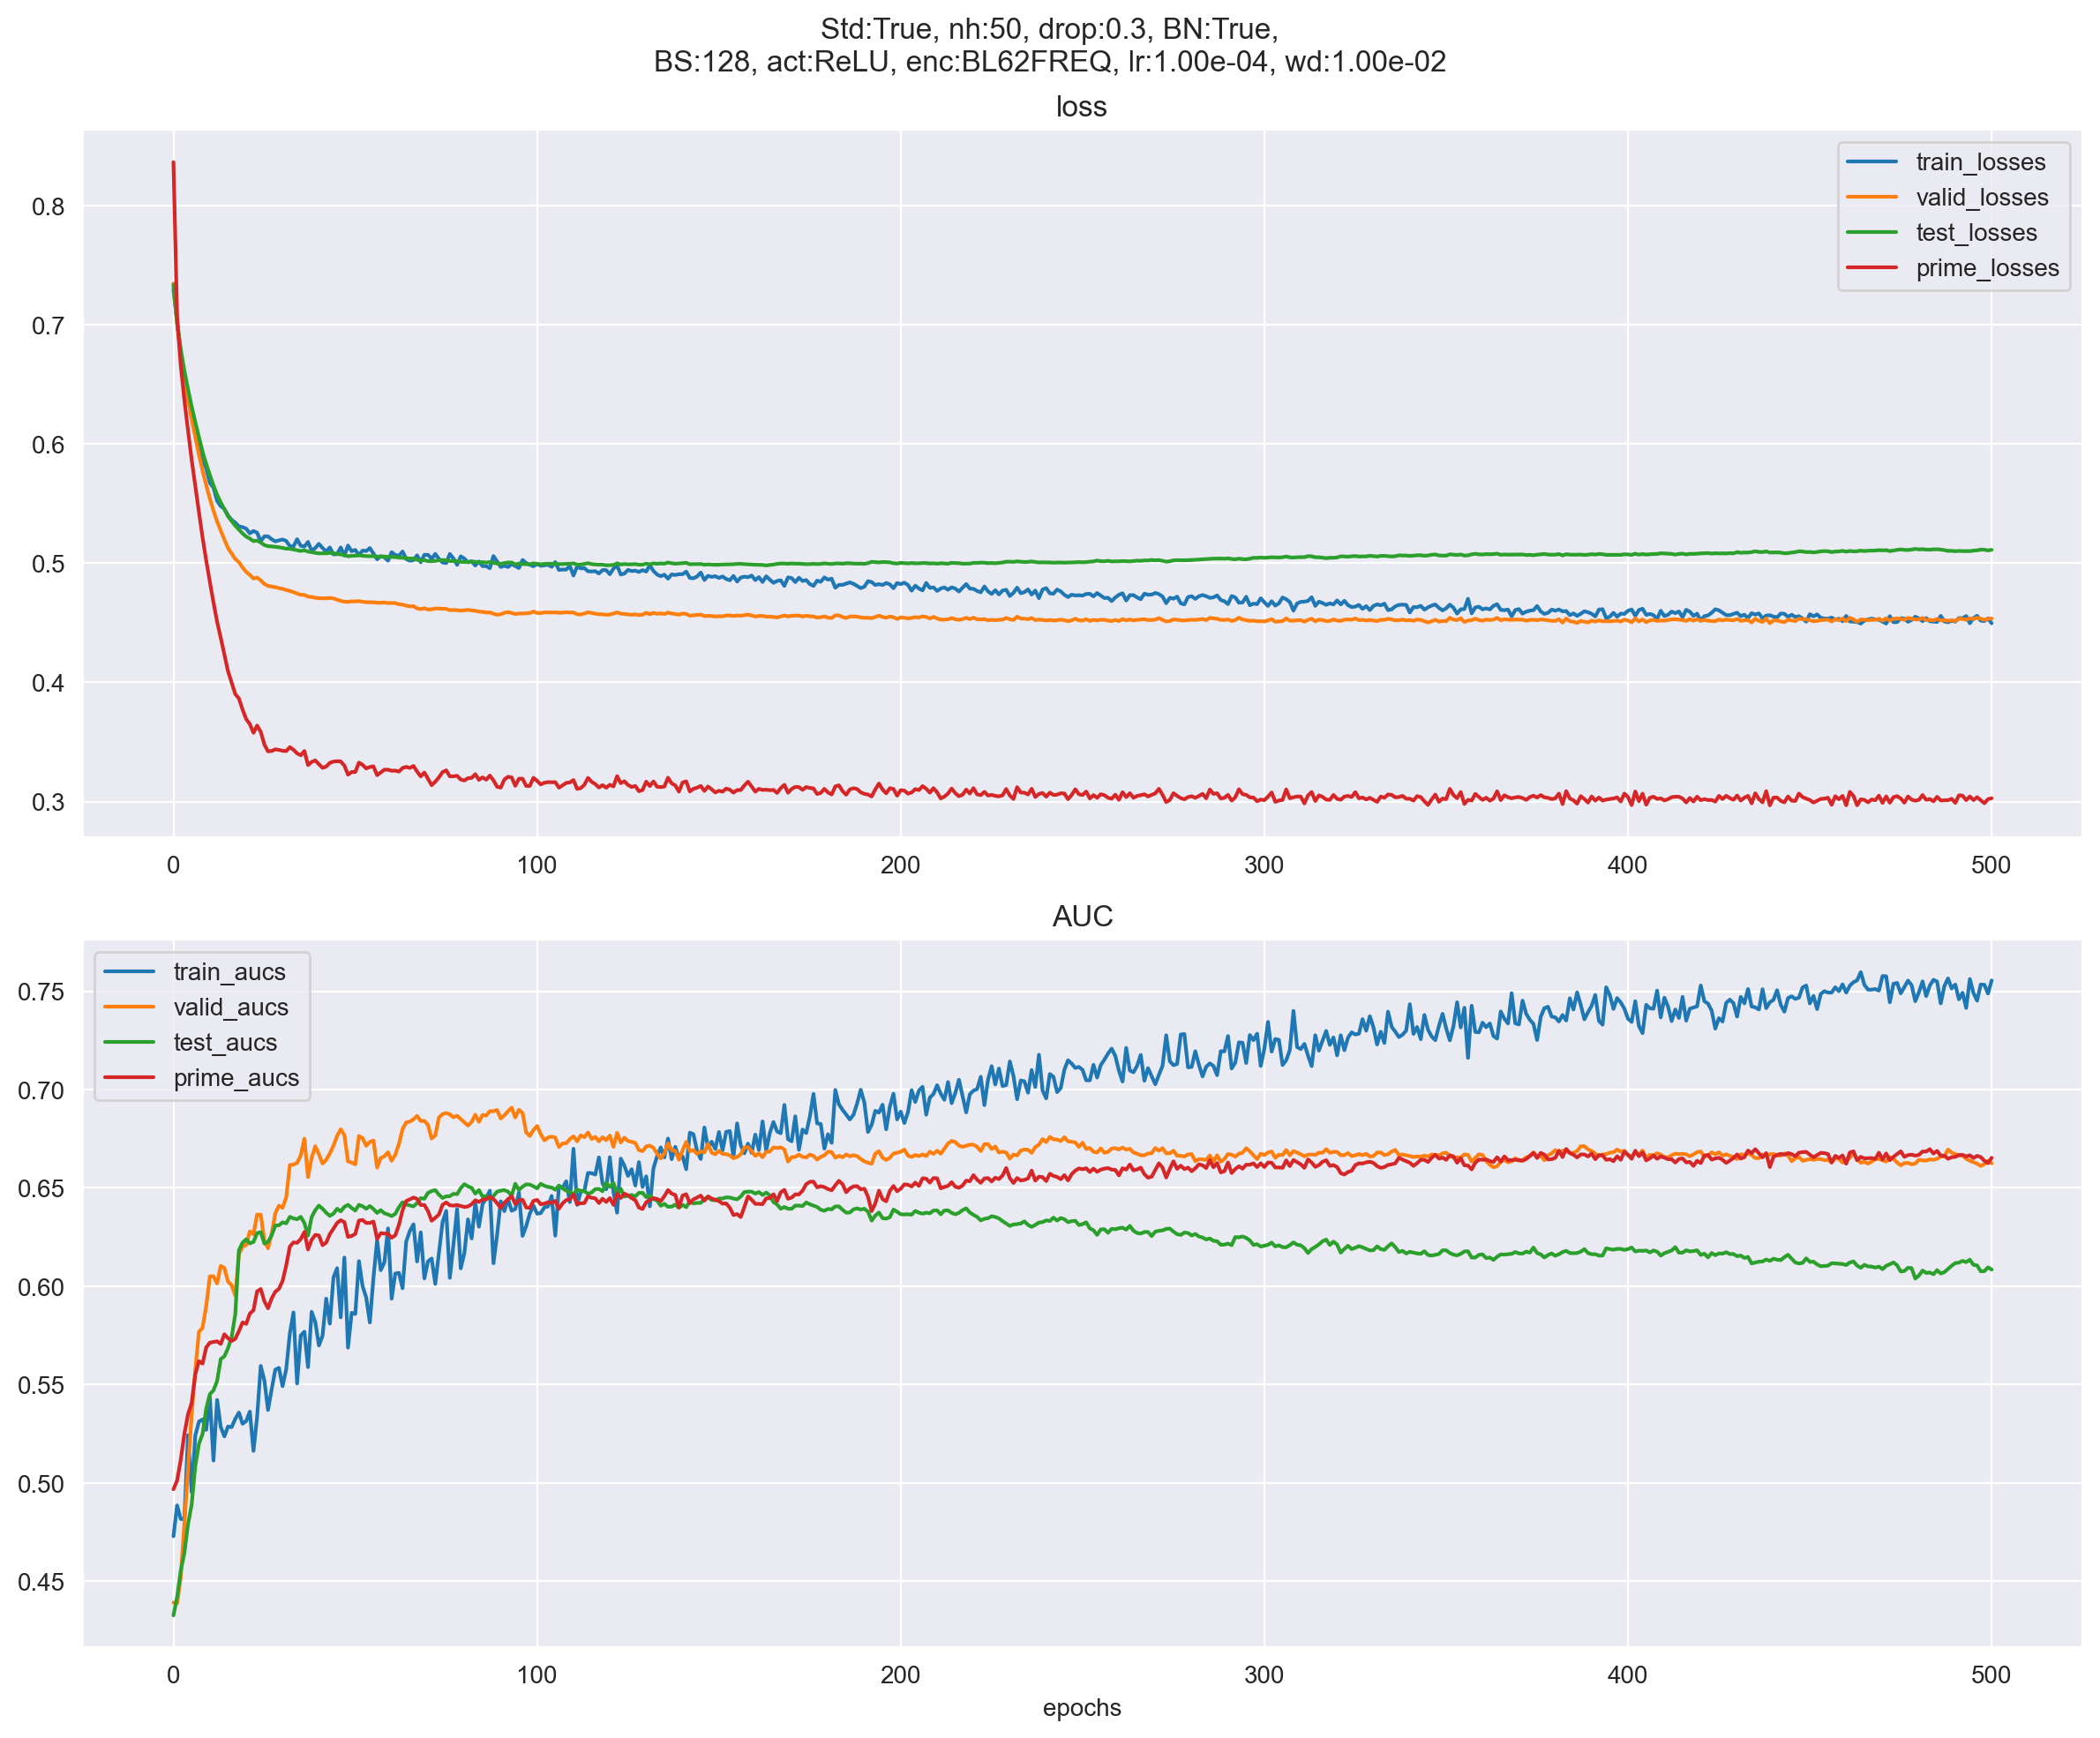 Std:True, nh:50, drop:0.3, BN:True,
BS:128, act:ReLU, enc:BL62FREQ, lr:1.00e-04, wd:1.00e-02
loss
train_losses
valid_losses
test_losses
prime_losses
0.8
0.7
0.6
0.5
0.4
0.3
0 100 200 300 400 500
AUC
train_aucs
valid_aucs
test_aucs
prime_aucs
0.75
0.70
0.65
0.60
0.55
0.50
0.45
0 100 200 300 400 500
epochs